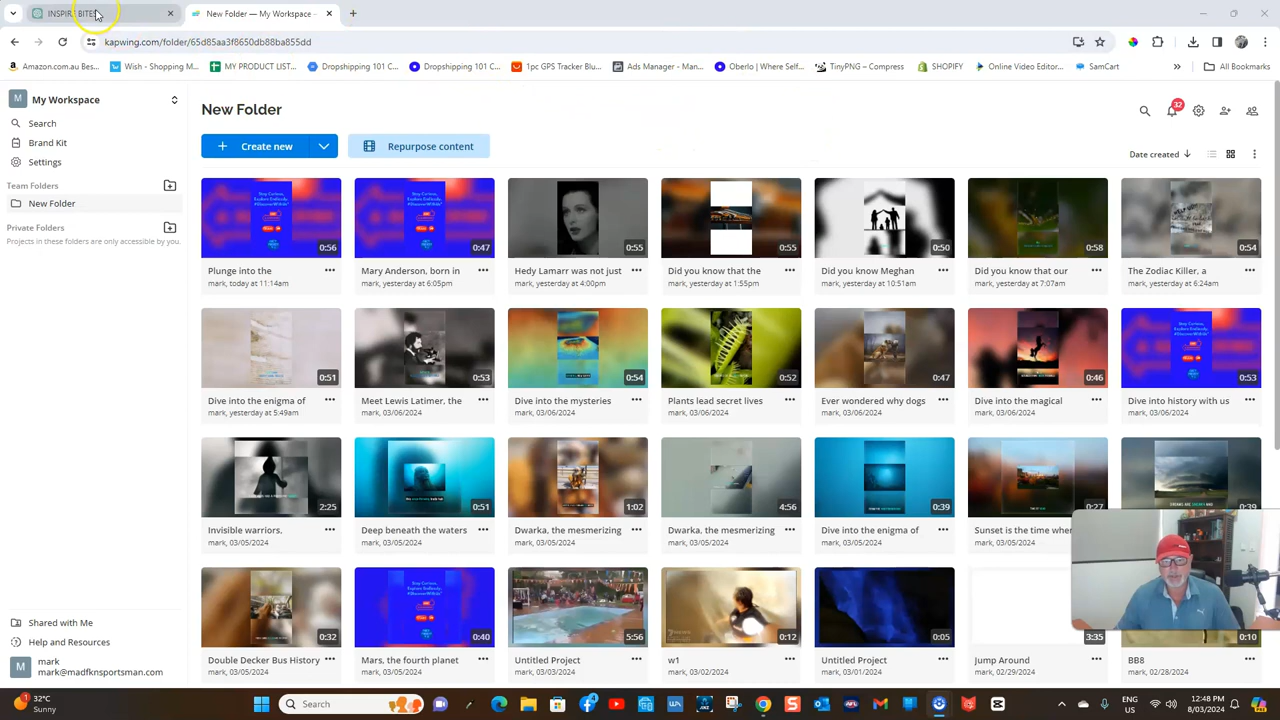 INSPIRE BITES
New Folder — My Workspace –
kapwing.com/folder/65d85aa3f8650db88ba855dd
Amazon.com.au Eas... Wish - Shopping M... MY PRODUCT LIST... Dropshipping 101 C... Dropshipping 101 C... 1pc GPS Tracker Blu... Ads Manager - Man... Oberlo | Where Self... TinyPNG – Compress SHOPIFY Online Video Editor... SamCart » All Bookmarks
M My Workspace
Search
Brand Kit
Settings
Team Folders
New Folder
Private Folders
Projects in these folders are only accessible by you.
New Folder
32
+ Create new
Repurpose content
Date created
0:56 0:47 0:55 0:55 0:50 0:58 0:54
Plunge into the Mary Anderson, born in Hedy Lamarr was not just Did you know that the Did you know Meghan Did you know that our The Zodiac Killer, a
mark, today at 11:14am mark, yesterday at 6:05pm mark, yesterday at 4:00pm mark, yesterday at 1:55pm mark, yesterday at 10:51am mark, yesterday at 7:07am mark, yesterday at 6:24am
0:51 0:53 0:54 0:52 0:47 0:46 0:53
Dive into the enigma of Meet Lewis Latimer, the Dive into the mysteries Plants lead secret lives Ever wondered why dogs Dive into the magical Dive into history with us
mark, yesterday at 5:49am mark, 03/06/2024 mark, 03/06/2024 mark, 03/06/2024 mark, 03/06/2024 mark, 03/06/2024 mark, 03/06/2024
2:25 0:51 1:02 4:56 0:39 0:27 0:39
Invisible warriors, Deep beneath the waters Dwarka, the mesmerizing Dwarka, the mesmerizing Dive into the enigma of Sunset is the time wher
mark, 03/05/2024 mark, 03/05/2024 mark, 03/05/2024 mark, 03/05/2024 mark, 03/05/2024 mark, 03/05/2024
0:32 0:40 5:56 0:12 0:05 3:35 0:10
Double Decker Bus History Mars, the fourth planet Untitled Project w1 Untitled Project Jump Around BB8
mark, 03/05/2024 mark, 03/05/2024 mark, 03/03/2024 mark, 03/02/2024 mark, 03/01/2024 mark, 02/29/2024 mark, 02/28/2024
Shared with Me
Help and Resources
M mark
mark@madfknsportsman.com
32°C
Sunny
Search
ENG
US
12:48 PM
8/03/2024